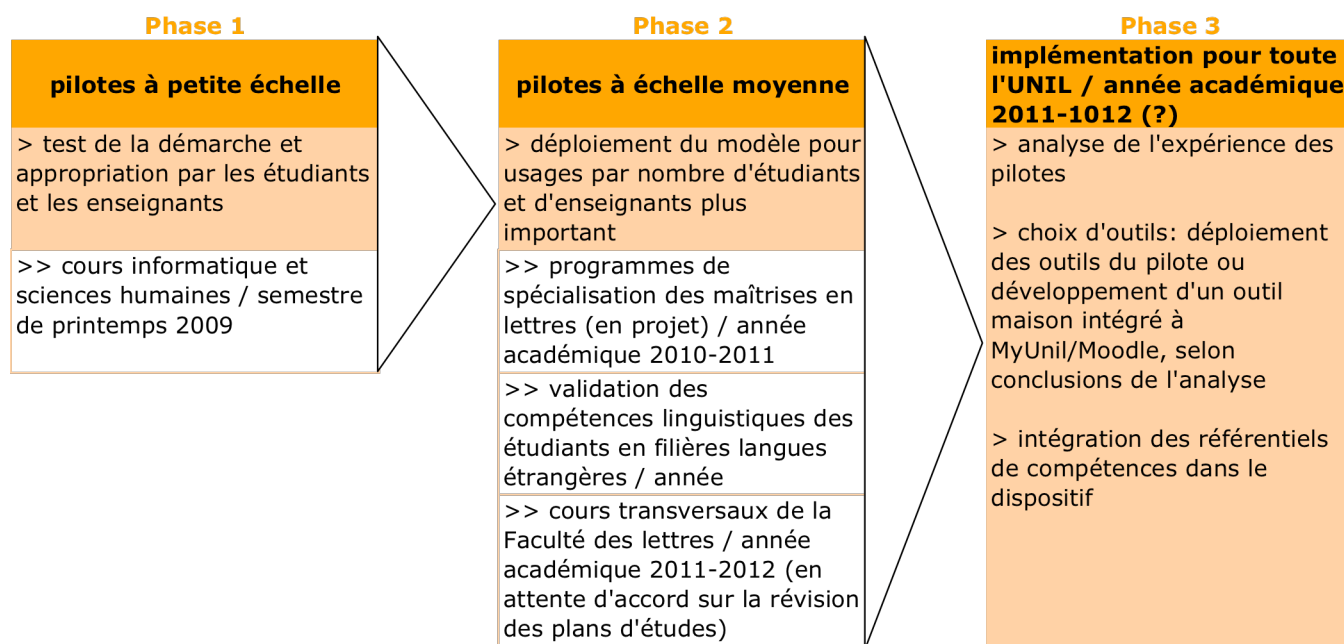 Phase 1
pilotes à petite échelle
> test de la démarche et
appropriation par les étudiants
et les enseignants
>> cours informatique et
sciences humaines / semestre
de printemps 2009
Phase 2
pilotes à échelle moyenne
> déploiement du modèle pour
usages par nombre d'étudiants
et d'enseignants plus
important
>> programmes de
spécialisation des maîtrises en
lettres (en projet) / année
académique 2010-2011
>> validation des
compétences linguistiques des
étudiants en filières langues
étrangères / année
>> cours transversaux de la
Faculté des lettres / année
académique 2011-2012 (en
attente d'accord sur la révision
des plans d'études)
Phase 3
implémentation pour toute
l'UNIL / année académique
2011-1012 (?)
> analyse de l'expérience des
pilotes
> choix d'outils: déploiement
des outils du pilote ou
développement d'un outil
maison intégré à
MyUnil/Moodle, selon
conclusions de l'analyse
> intégration des référentiels
de compétences dans le
dispositif